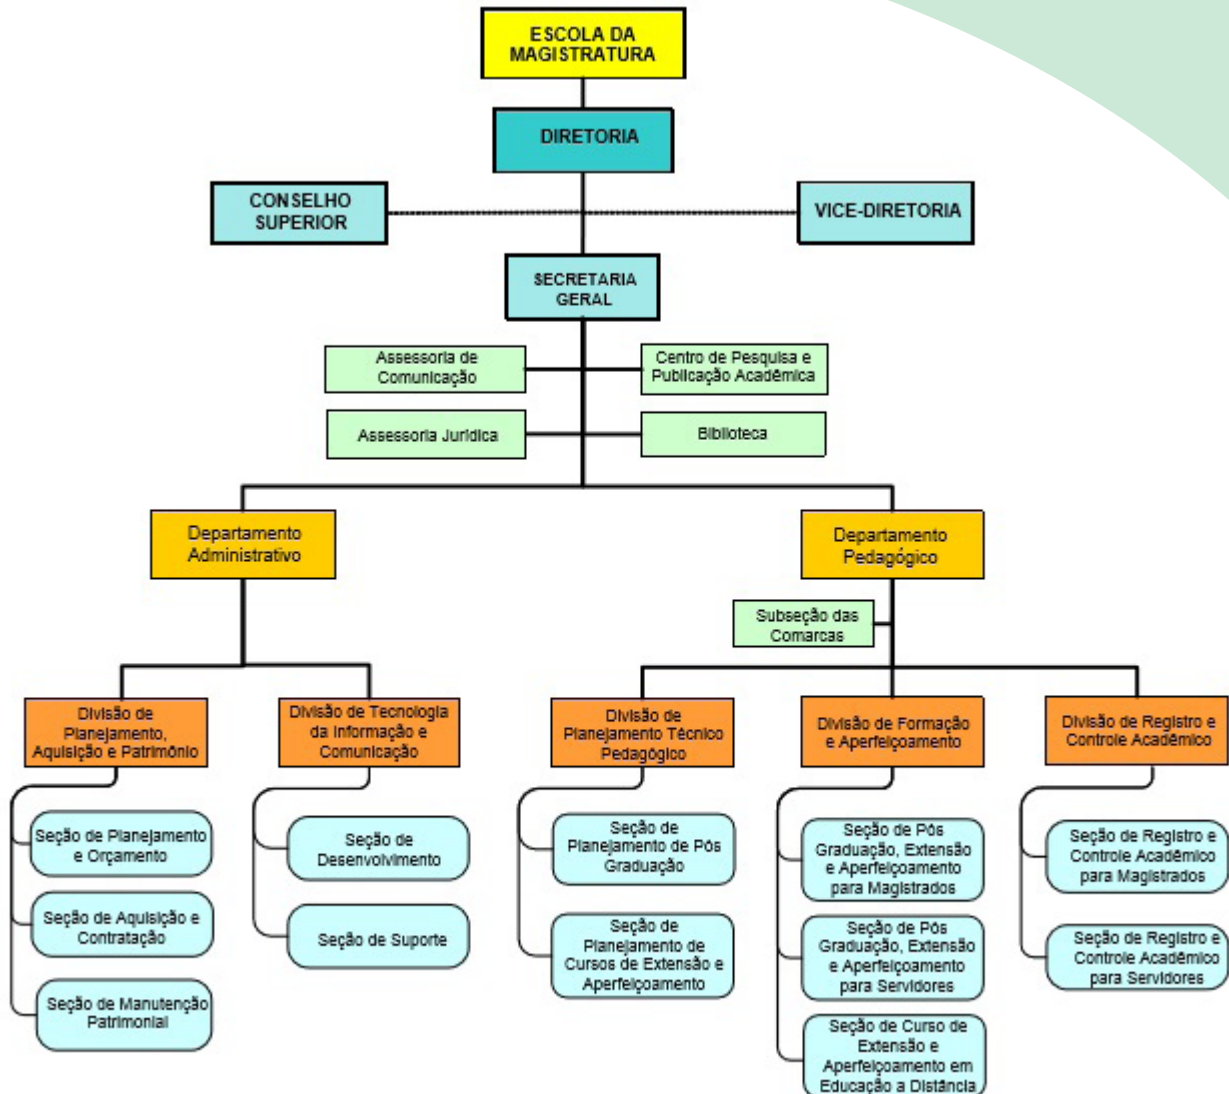 ESCOLA DA
MAGISTRATURA
DIRETORIA
CONSELHO
SUPERIOR
VICE-DIRETORIA
SECRETARIA
GERAL
Assessoria de
Comunicação
Centro de Pesquisa e
Publicação Acadêmica
Assessoria Jurídica
Biblioteca
Departamento
Administrativo
Departamento
Pedagógico
Subseção das
Comarcas
Divisão de
Planejamento,
Aquisição e Patrimônio
Divisão de Tecnologia
da Informação e
Comunicação
Divisão de
Planejamento Técnico
Pedagógico
Divisão de Formação
e Aperfeiçoamento
Divisão de Registro e
Controle Acadêmico
Seção de Planejamento
e Orçamento
Seção de Aquisição e
Contratação
Seção de Manutenção
Patrimonial
Seção de
Desenvolvimento
Seção de Suporte
Seção de
Planejamento de Pós
Graduação
Seção de
Planejamento de
Cursos de Extensão e
Aperfeiçoamento
Seção de Pós
Graduação, Extensão
e Aperfeiçoamento
para Magistrados
Seção de Pós
Graduação, Extensão
e Aperfeiçoamento
para Servidores
Seção de Curso de
Extensão e
Aperfeiçoamento em
Educação a Distância
Seção de Registro e
Controle Acadêmico
para Magistrados
Seção de Registro e
Controle Acadêmico
para Servidores